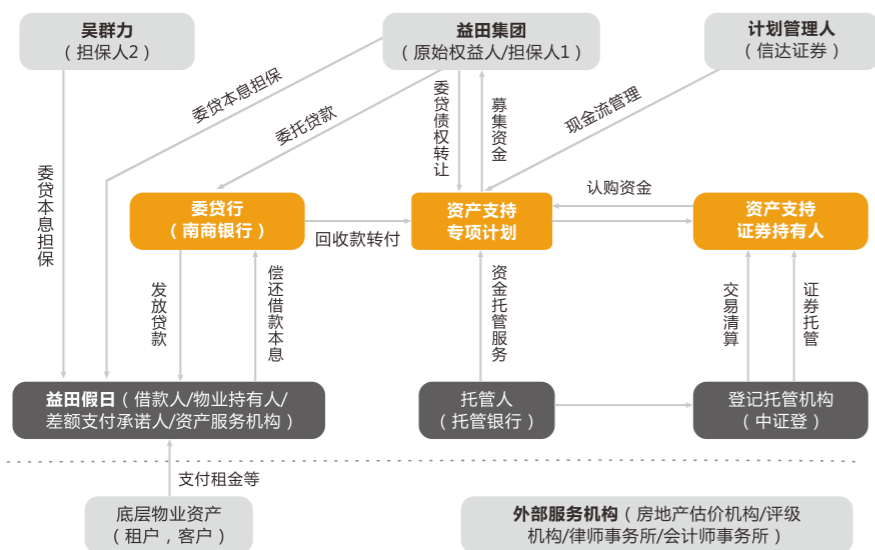 吴群力
（担保人2）
益田集团
（原始权益人/担保人1）
计划管理人
（信达证券）
委贷本息担保
委贷本息担保
委托贷款
委贷债权转让
募集资金
现金流管理
委贷行
（南商银行）
回收款转付
资产支持
专项计划
认购资金
资产支持
证券持有人
发放贷款
偿还借款本息
资金托管服务
交易清算
证券托管
益田假日（借款人/物业持有人/
差额支付承诺人/资产服务机构）
托管人
（托管银行）
登记托管机构
（中证登）
支付租金等
底层物业资产
（租户，客户）
外部服务机构（房地产估价机构/评级
机构/律师事务所/会计师事务所）